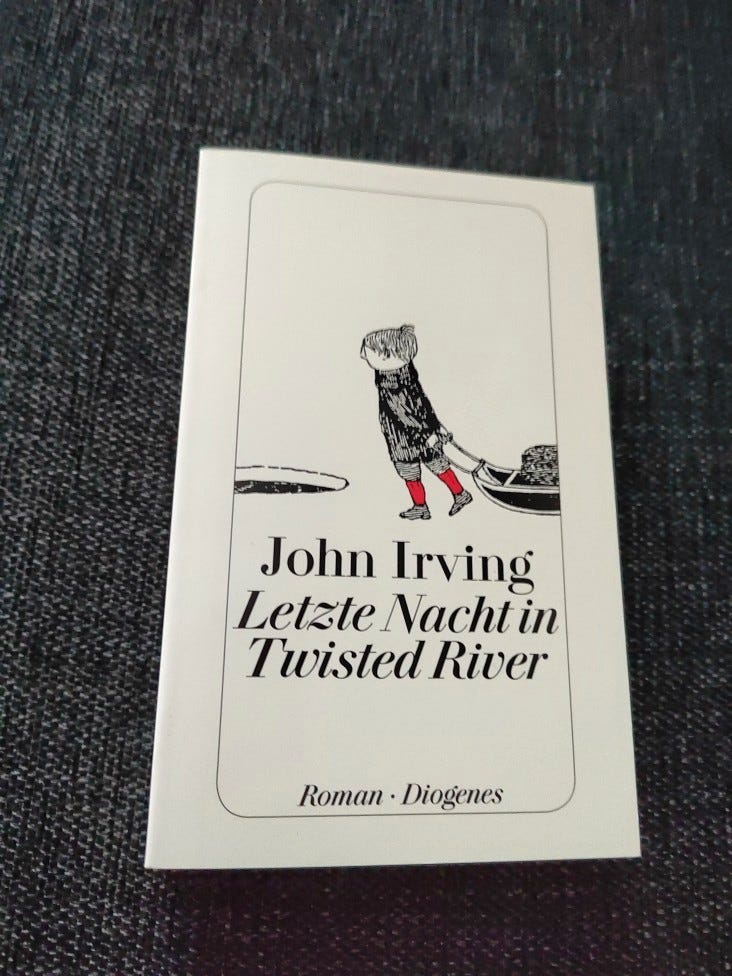 John Irving
Letzte Nacht in
Twisted River
Roman · Diogenes